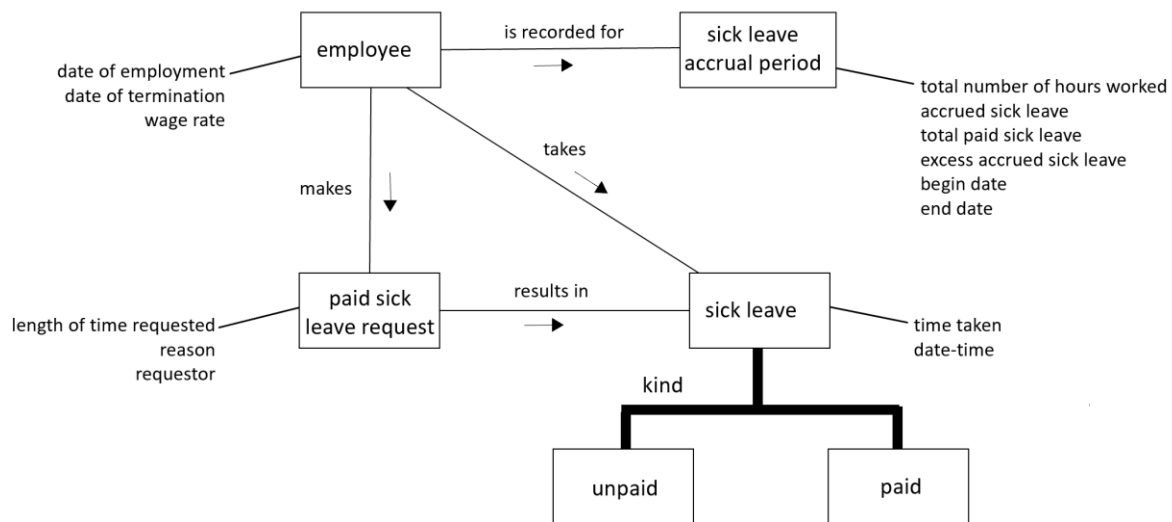 employee
is recorded for
sick leave
accrual period
date of employment
date of termination
wage rate
total number of hours worked
accrued sick leave
total paid sick leave
excess accrued sick leave
begin date
end date
takes
makes
paid sick
leave request
results in
sick leave
length of time requested
reason
requestor
time taken
date-time
kind
unpaid
paid